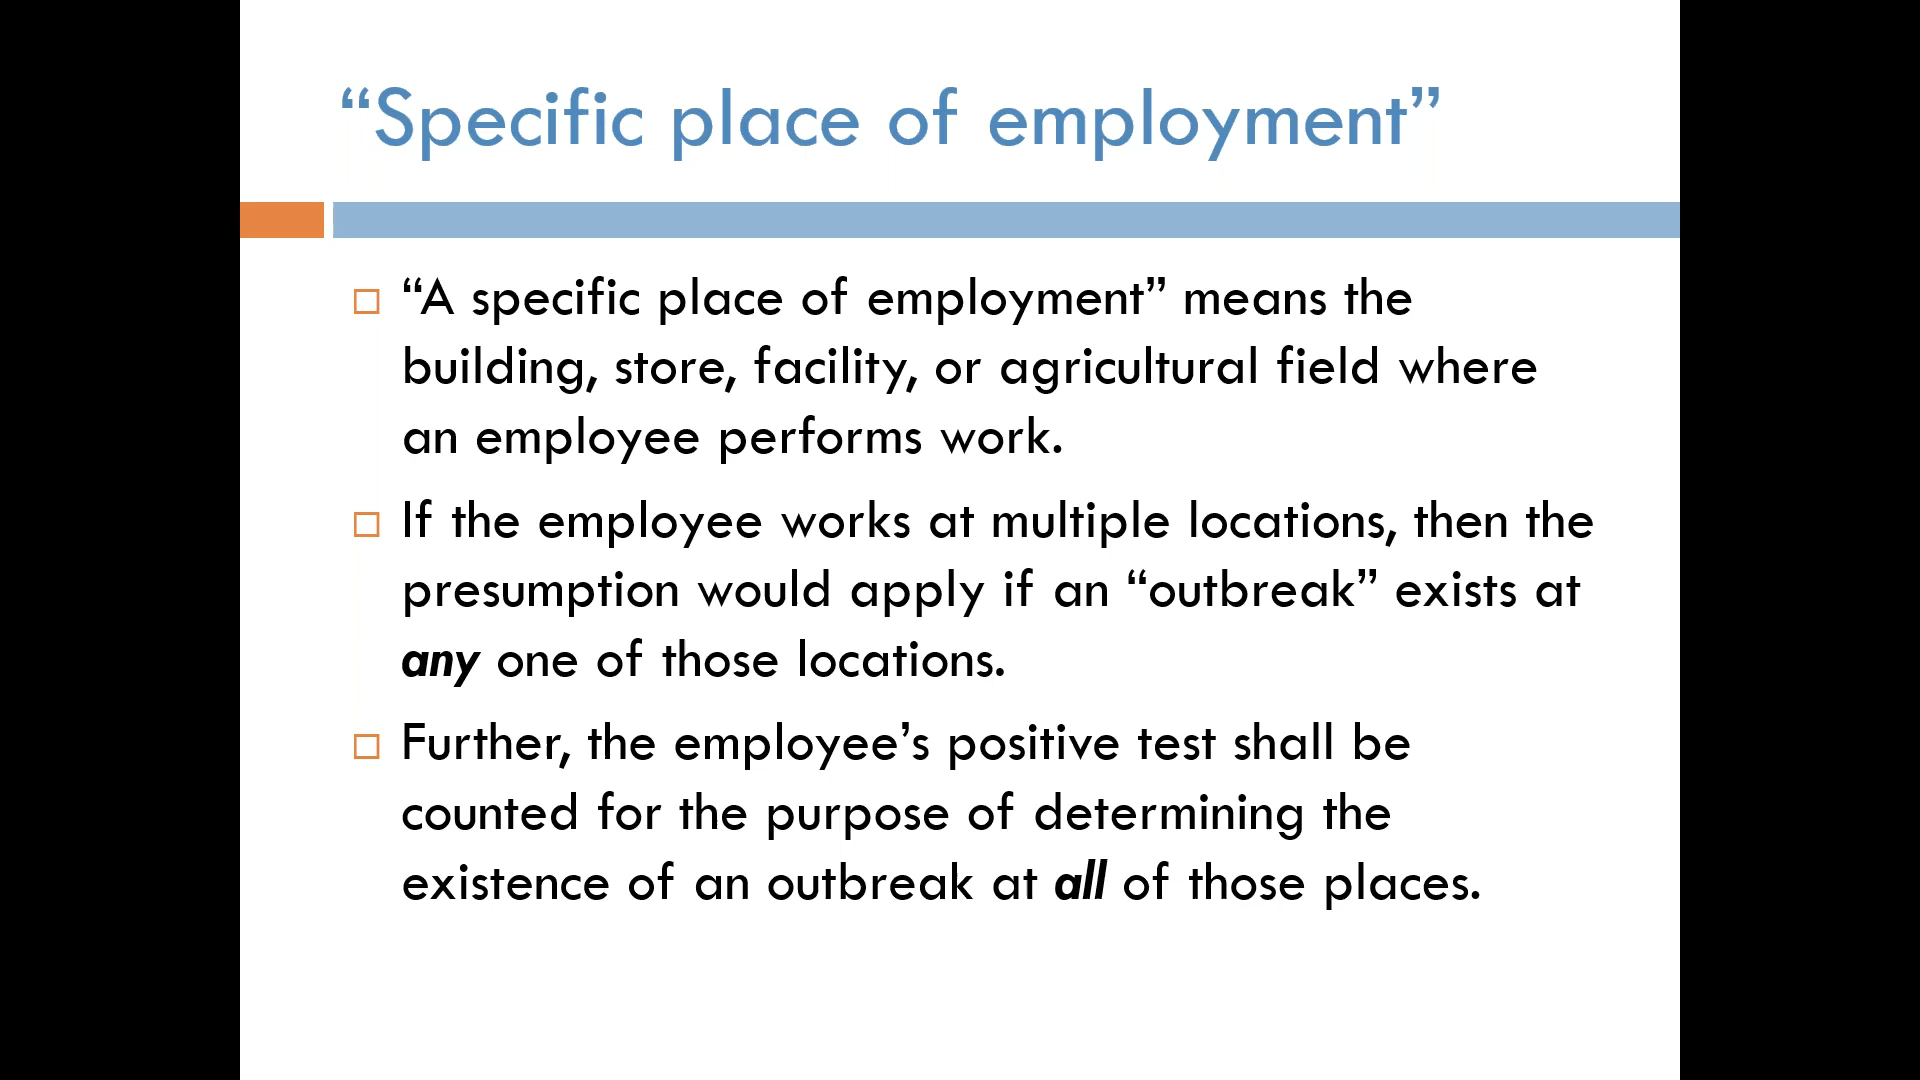 “Specific place of employment”
“A specific place of employment” means the
building, store, facility, or agricultural field where
an employee performs work.
If the employee works at multiple locations, then the
presumption would apply if an “outbreak” exists at
any one of those locations.
Further, the employee’s positive test shall be
counted for the purpose of determining the
existence of an outbreak at all of those places.